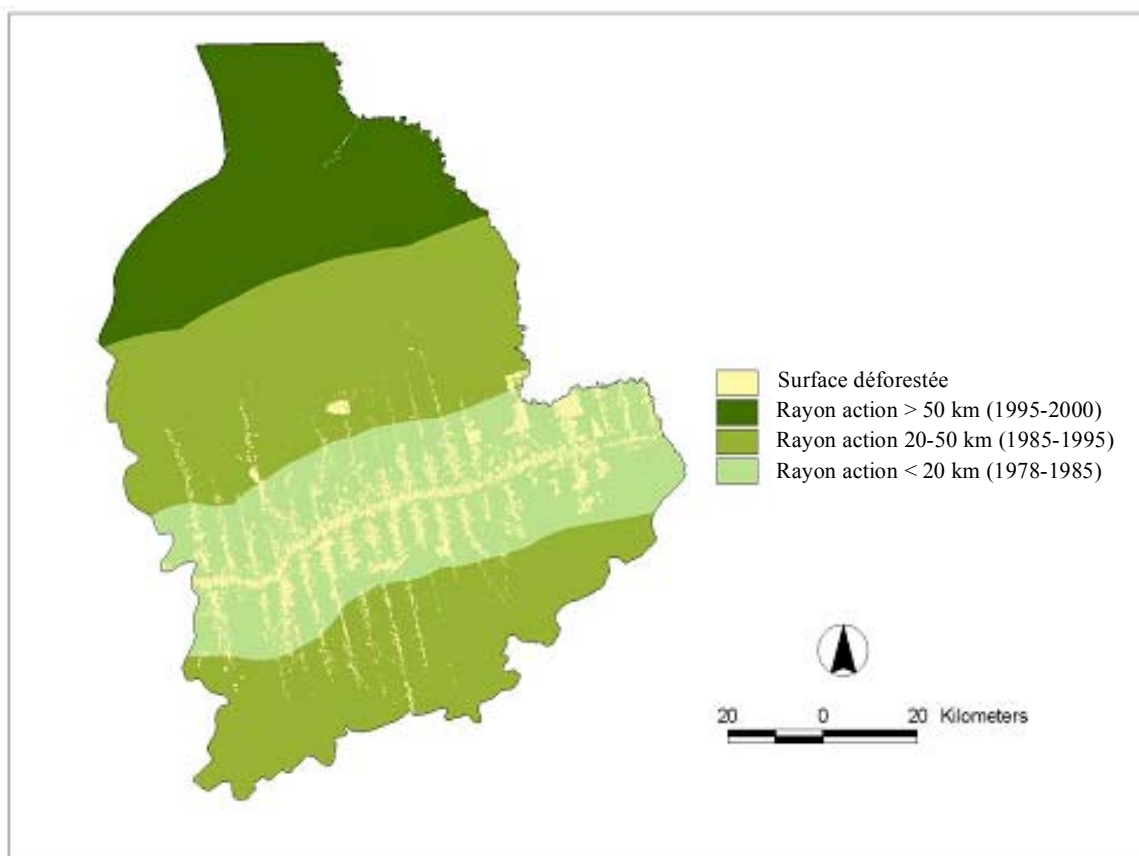 Surface déforestée
Rayon action > 50 km (1995-2000)
Rayon action 20-50 km (1985-1995)
Rayon action < 20 km (1978-1985)
20 0 20 Kilometers